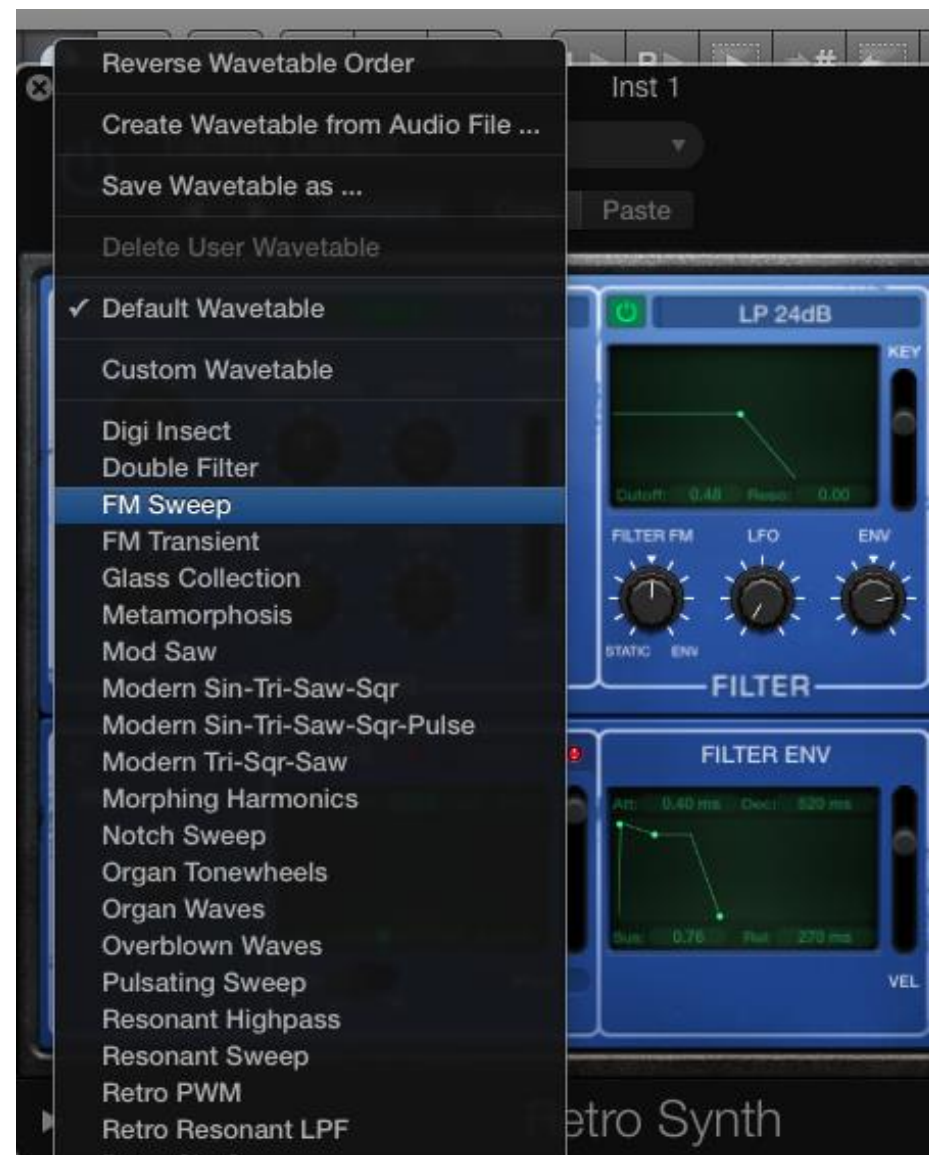 Reverse Wavetable Order
Create Wavetable from Audio File ...
Save Wavetable as ...
Delete User Wavetable
✓ Default Wavetable
Custom Wavetable
Digi Insect
Double Filter
FM Sweep
FM Transient
Glass Collection
Metamorphosis
Mod Saw
Modern Sin-Tri-Saw-Sqr
Modern Sin-Tri-Saw-Sqr-Pulse
Modern Tri-Sqr-Saw
Morphing Harmonics
Notch Sweep
Organ Tonewheels
Organ Waves
Overblown Waves
Pulsating Sweep
Resonant Highpass
Resonant Sweep
Retro PWM
Retro Resonant LPF
Inst 1
Paste
LP 24dB
KEY
Cutoff: 0.48 Reso: 0.00
FILTER FM LFO ENV
STATIC ENV
FILTER
FILTER ENV
Att: 0.40 ms Dec: 520 ms
Sus: 0.76 Rel: 270 ms
VEL
Retro Synth